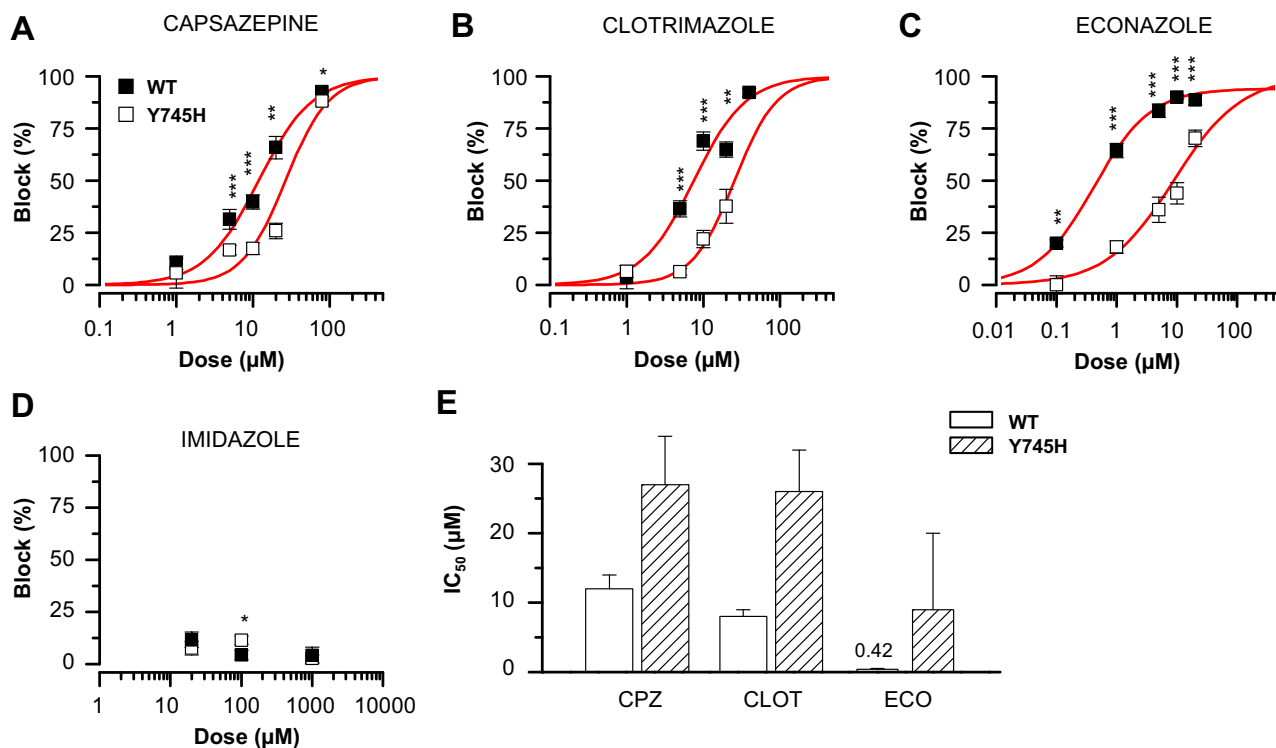 A
CAPSAZEPINE
100
75
50
25
0
Block (%)
WT
Y745H
***
***
**
*
0.1
1
10
100
Dose (µM)
B
CLOTRIMAZOLE
100
75
50
25
0
Block (%)
***
***
**
0.1
1
10
100
Dose (µM)
C
ECONAZOLE
100
75
50
25
0
Block (%)
**
***
***
***
***
0.01
0.1
1
10
100
Dose (µM)
D
IMIDAZOLE
100
75
50
25
0
Block (%)
*
1
10
100
1000
10000
Dose (µM)
E
WT
Y745H
30
20
10
0
IC50 (µM)
0.42
CPZ
CLOT
ECO